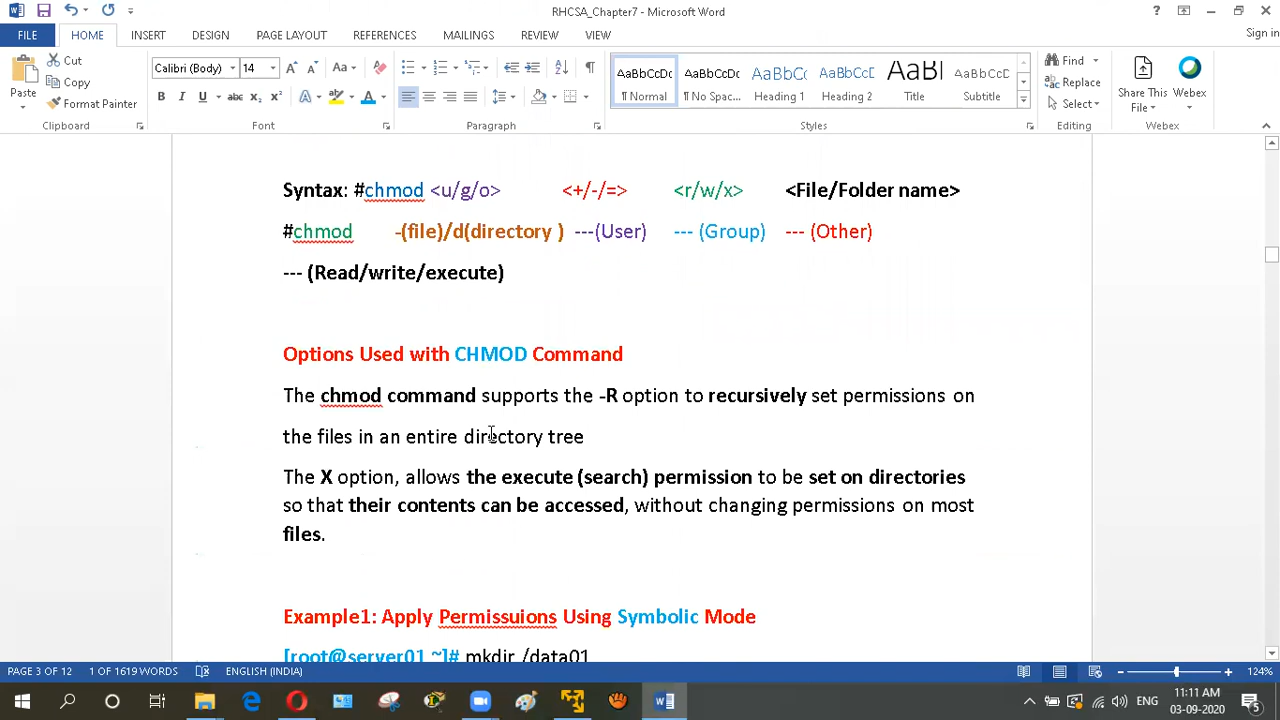 RHCSA_Chapter7 - Microsoft Word
?
FILE HOME INSERT DESIGN PAGE LAYOUT REFERENCES MAILINGS REVIEW VIEW Sign in
Paste
Cut
Copy
Format Painter
Clipboard
Calibri (Body) 14
Font
Paragraph
AaBbCcDc AaBbCcDc AaBbCc AaBbCcE AaBl AaBbCcDc
¶ Normal ¶ No Spac... Heading 1 Heading 2 Title Subtitle
Styles
Find
Replace
Select
Editing
Share This File
Webex
Webex
Syntax: #chmod <u/g/o> <+/-/=> <r/w/x> <File/Folder name>
#chmod -(file)/d(directory ) ---(User) --- (Group) --- (Other)
--- (Read/write/execute)
Options Used with CHMOD Command
The chmod command supports the -R option to recursively set permissions on
the files in an entire directory tree
The X option, allows the execute (search) permission to be set on directories
so that their contents can be accessed, without changing permissions on most
files.
Example1: Apply Permissuions Using Symbolic Mode
[root@server01 ~]# mkdir /data01
PAGE 3 OF 12 1 OF 1619 WORDS ENGLISH (INDIA) 124%
ENG 11:11 AM
03-09-2020 5